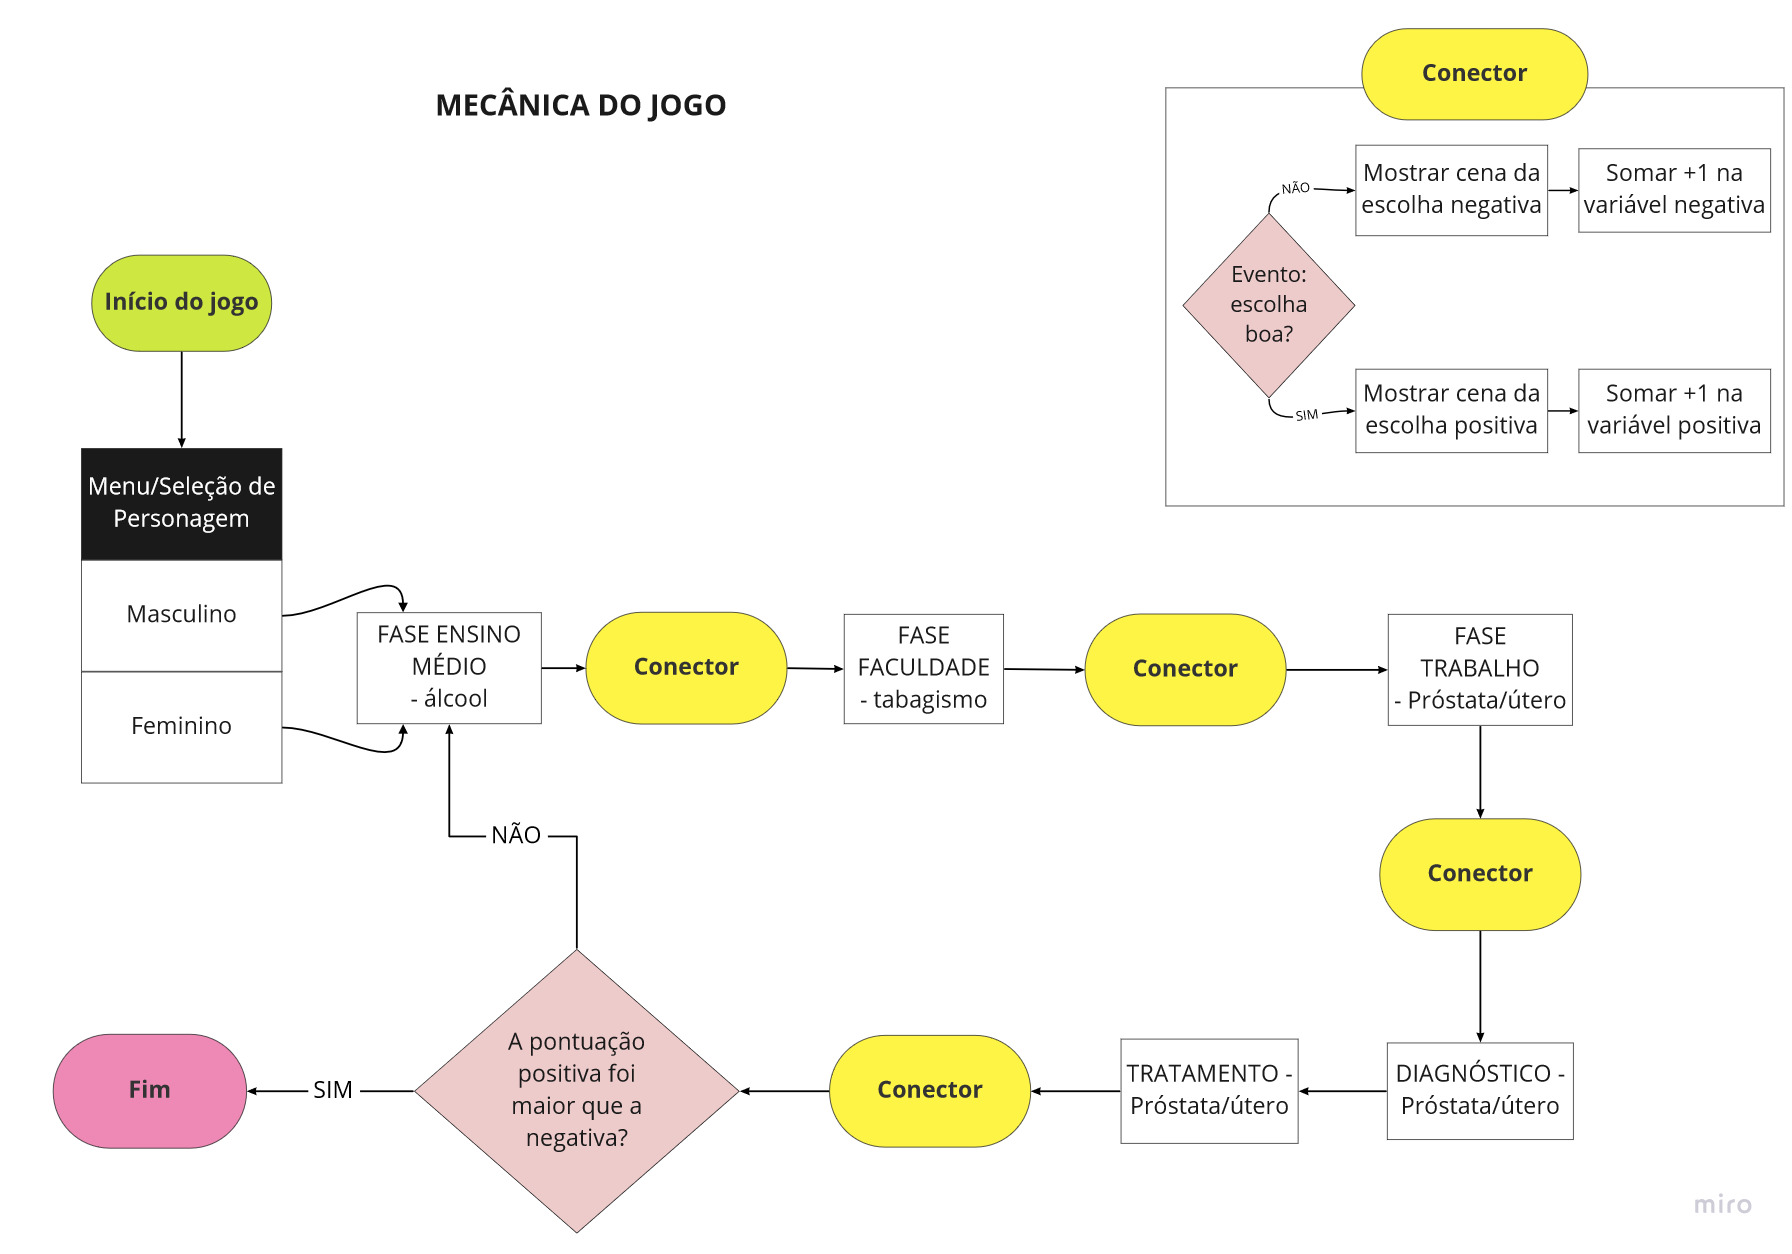 MECÂNICA DO JOGO
Conector
NÃO
Mostrar cena da
escolha negativa
Somar +1 na
variável negativa
Evento:
escolha
boa?
SIM
Mostrar cena da
escolha positiva
Somar +1 na
variável positiva
Início do jogo
Menu/Seleção de
Personagem
Masculino
Feminino
FASE ENSINO
MÉDIO
- álcool
Conector
FASE
FACULDADE
- tabagismo
Conector
FASE
TRABALHO
- Próstata/útero
Conector
DIAGNÓSTICO -
Próstata/útero
TRATAMENTO -
Próstata/útero
Conector
A pontuação
positiva foi
maior que a
negativa?
NÃO
SIM
Fim
miro